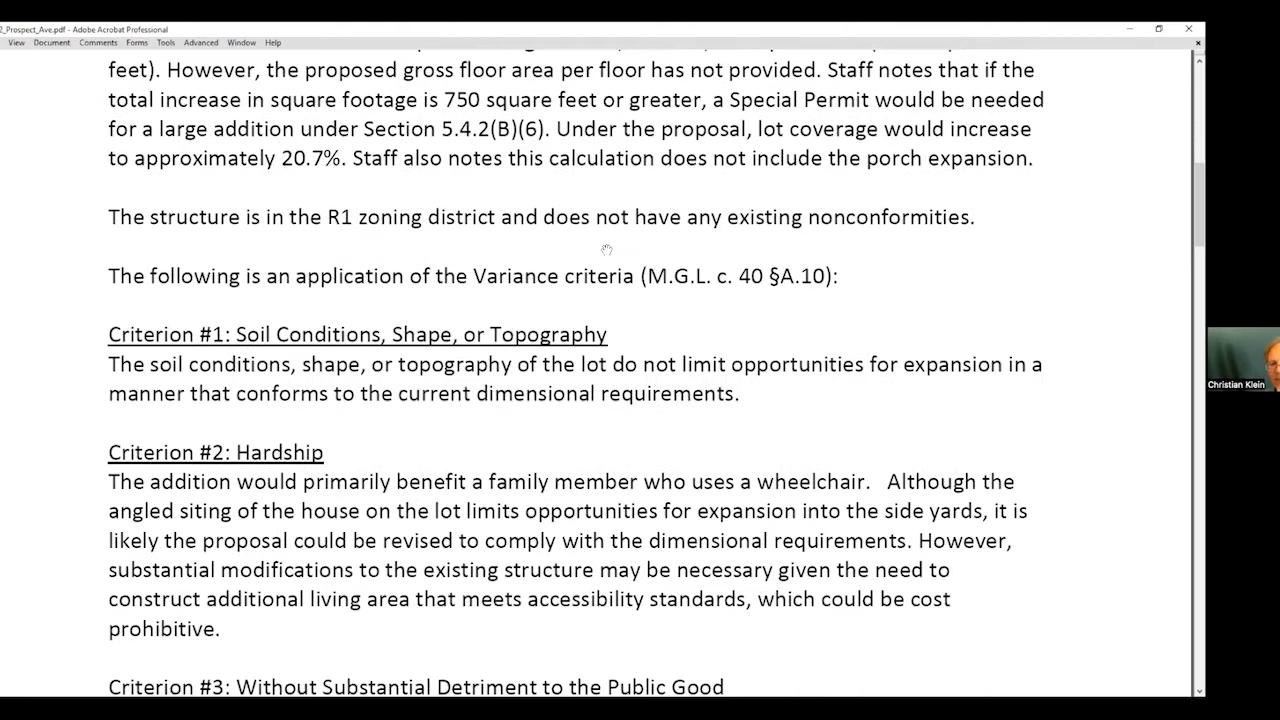 2_Prospect_Ave.pdf - Adobe Acrobat Professional
View Document Comments Forms Tools Advanced Window Help
feet). However, the proposed gross floor area per floor has not provided. Staff notes that if the
total increase in square footage is 750 square feet or greater, a Special Permit would be needed
for a large addition under Section 5.4.2(B)(6). Under the proposal, lot coverage would increase
to approximately 20.7%. Staff also notes this calculation does not include the porch expansion.
The structure is in the R1 zoning district and does not have any existing nonconformities.
The following is an application of the Variance criteria (M.G.L. c. 40 §A.10):
Criterion #1: Soil Conditions, Shape, or Topography
The soil conditions, shape, or topography of the lot do not limit opportunities for expansion in a
manner that conforms to the current dimensional requirements.
Criterion #2: Hardship
The addition would primarily benefit a family member who uses a wheelchair. Although the
angled siting of the house on the lot limits opportunities for expansion into the side yards, it is
likely the proposal could be revised to comply with the dimensional requirements. However,
substantial modifications to the existing structure may be necessary given the need to
construct additional living area that meets accessibility standards, which could be cost
prohibitive.
Criterion #3: Without Substantial Detriment to the Public Good
Christian Klein